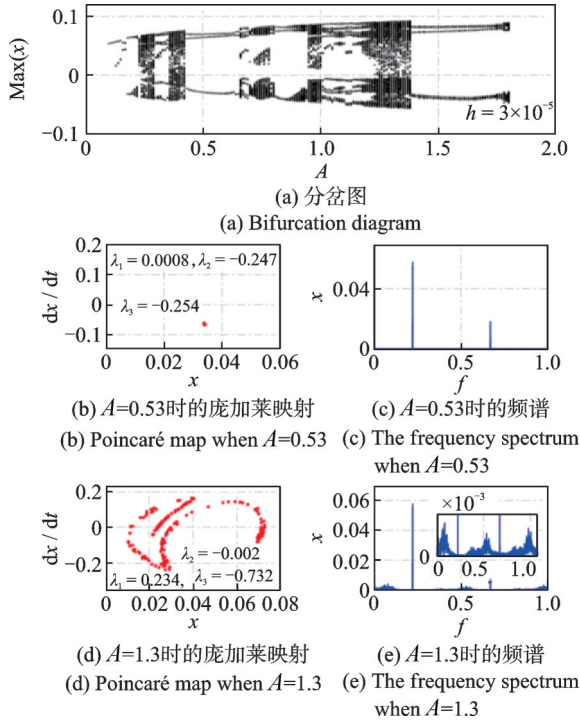 0.1
0
−0.1
Max(x)
h = 3×10⁻⁵
0 0.5 1.0 1.5 2.0
A
(a) 分岔图
(a) Bifurcation diagram
0.2
0.1
0
−0.1
dx / dt
λ₁ = 0.0008, λ₂ = −0.247
λ₃ = −0.254
0 0.02 0.04 0.06
x
(b) A=0.53时的庞加莱映射
(b) Poincaré map when A=0.53
0.04
0
x
0 0.5 1.0
f
(c) A=0.53时的频谱
(c) The frequency spectrum
when A=0.53
0.2
0
−0.2
dx / dt
λ₂ = −0.002
λ₁ = 0.234, λ₃ = −0.732
0 0.02 0.04 0.06 0.08
x
(d) A=1.3时的庞加莱映射
(d) Poincaré map when A=1.3
0.06
0.04
0.02
0
x
×10⁻³
0
0 0.5 1.0
0 0.5 1.0
f
(e) A=1.3时的频谱
(e) The frequency spectrum
when A=1.3